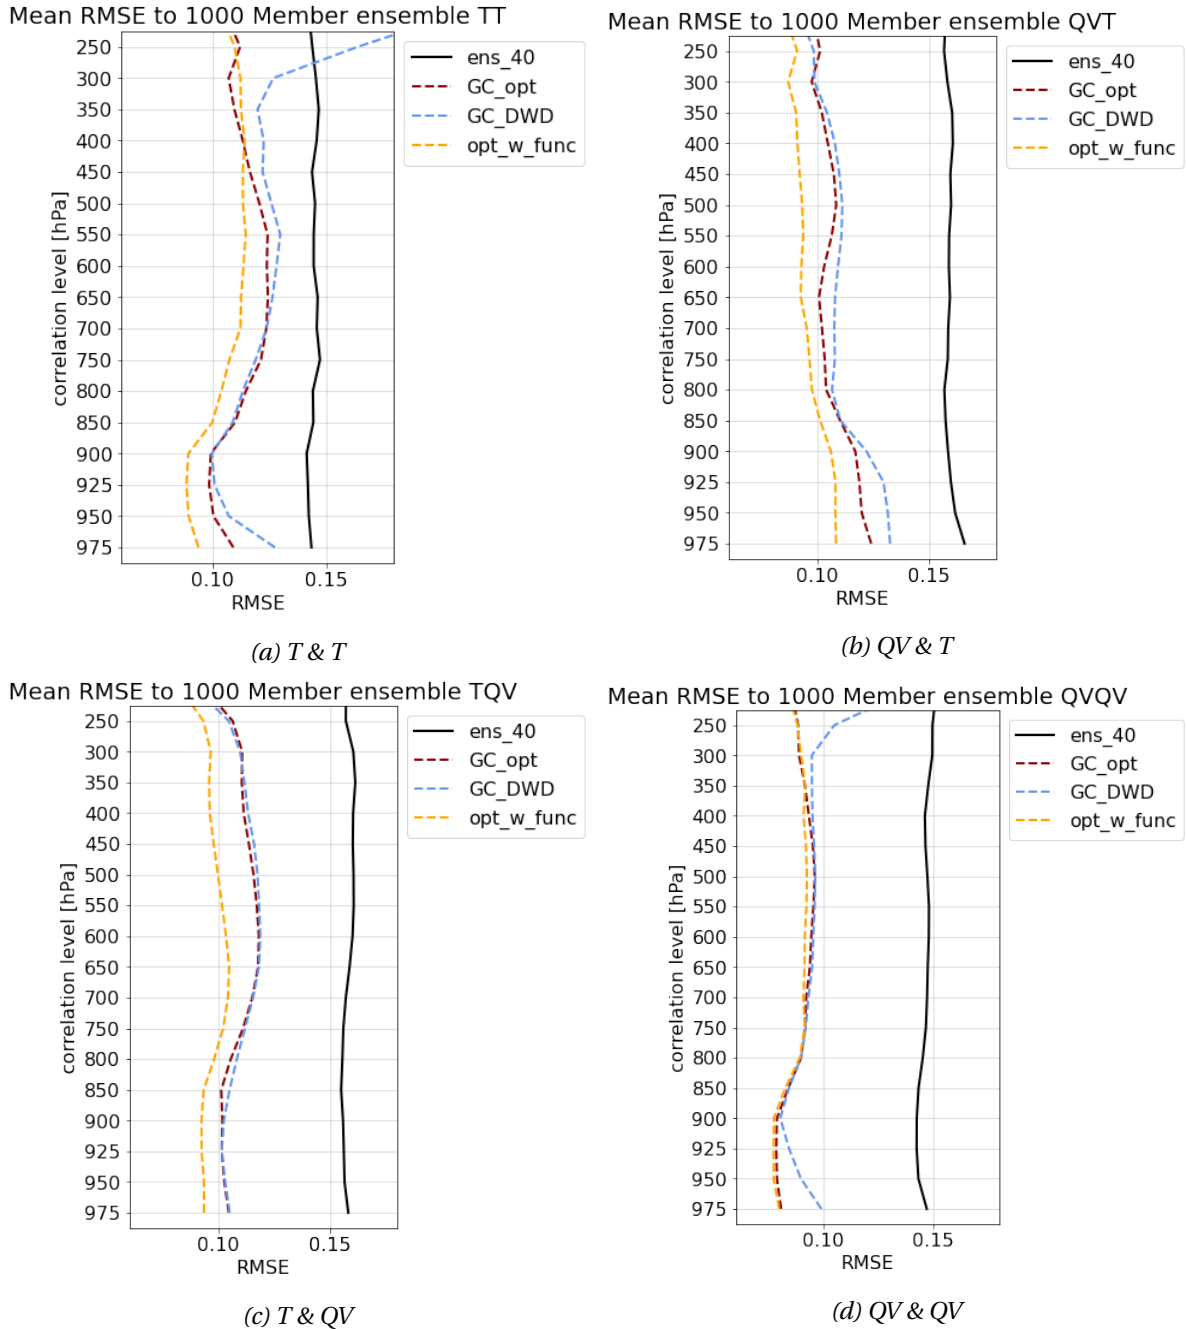 Mean RMSE to 1000 Member ensemble TT
250
300
350
400
450
500
550
600
650
700
750
800
850
900
925
950
975
correlation level [hPa]
0.10 0.15
RMSE
ens_40
GC_opt
GC_DWD
opt_w_func
(a) T & T
Mean RMSE to 1000 Member ensemble QVT
250
300
350
400
450
500
550
600
650
700
750
800
850
900
925
950
975
correlation level [hPa]
0.10 0.15
RMSE
ens_40
GC_opt
GC_DWD
opt_w_func
(b) QV & T
Mean RMSE to 1000 Member ensemble TQV
250
300
350
400
450
500
550
600
650
700
750
800
850
900
925
950
975
correlation level [hPa]
0.10 0.15
RMSE
ens_40
GC_opt
GC_DWD
opt_w_func
(c) T & QV
Mean RMSE to 1000 Member ensemble QVQV
250
300
350
400
450
500
550
600
650
700
750
800
850
900
925
950
975
correlation level [hPa]
0.10 0.15
RMSE
ens_40
GC_opt
GC_DWD
opt_w_func
(d) QV & QV